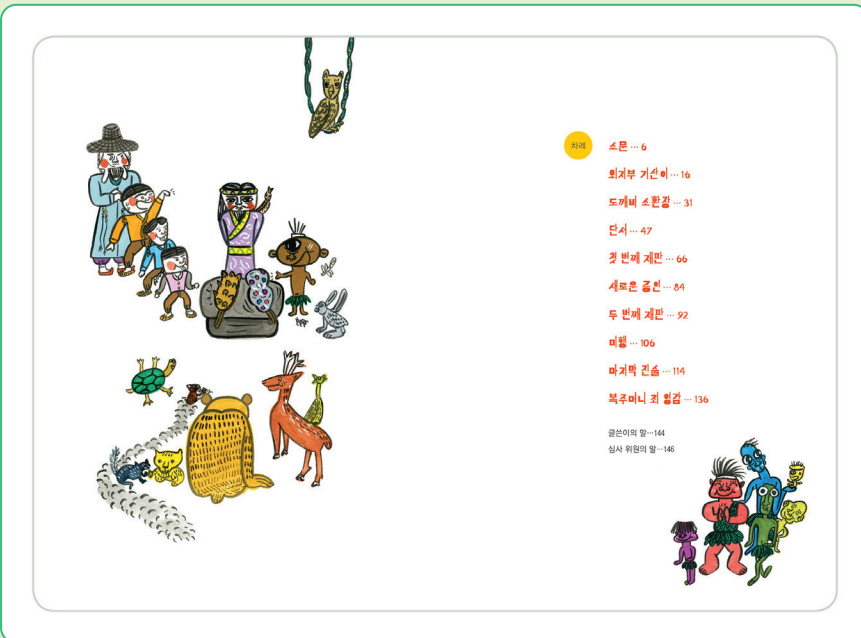 차례
소문 … 6
외지부 기산이 … 16
도깨비 소환장 … 31
단서 … 47
첫 번째 재판 … 66
새로운 증인 … 84
두 번째 재판 … 92
미행 … 106
마지막 진술 … 114
복주머니 최 영감 … 136
글쓴이의 말…144
심사 위원의 말…146